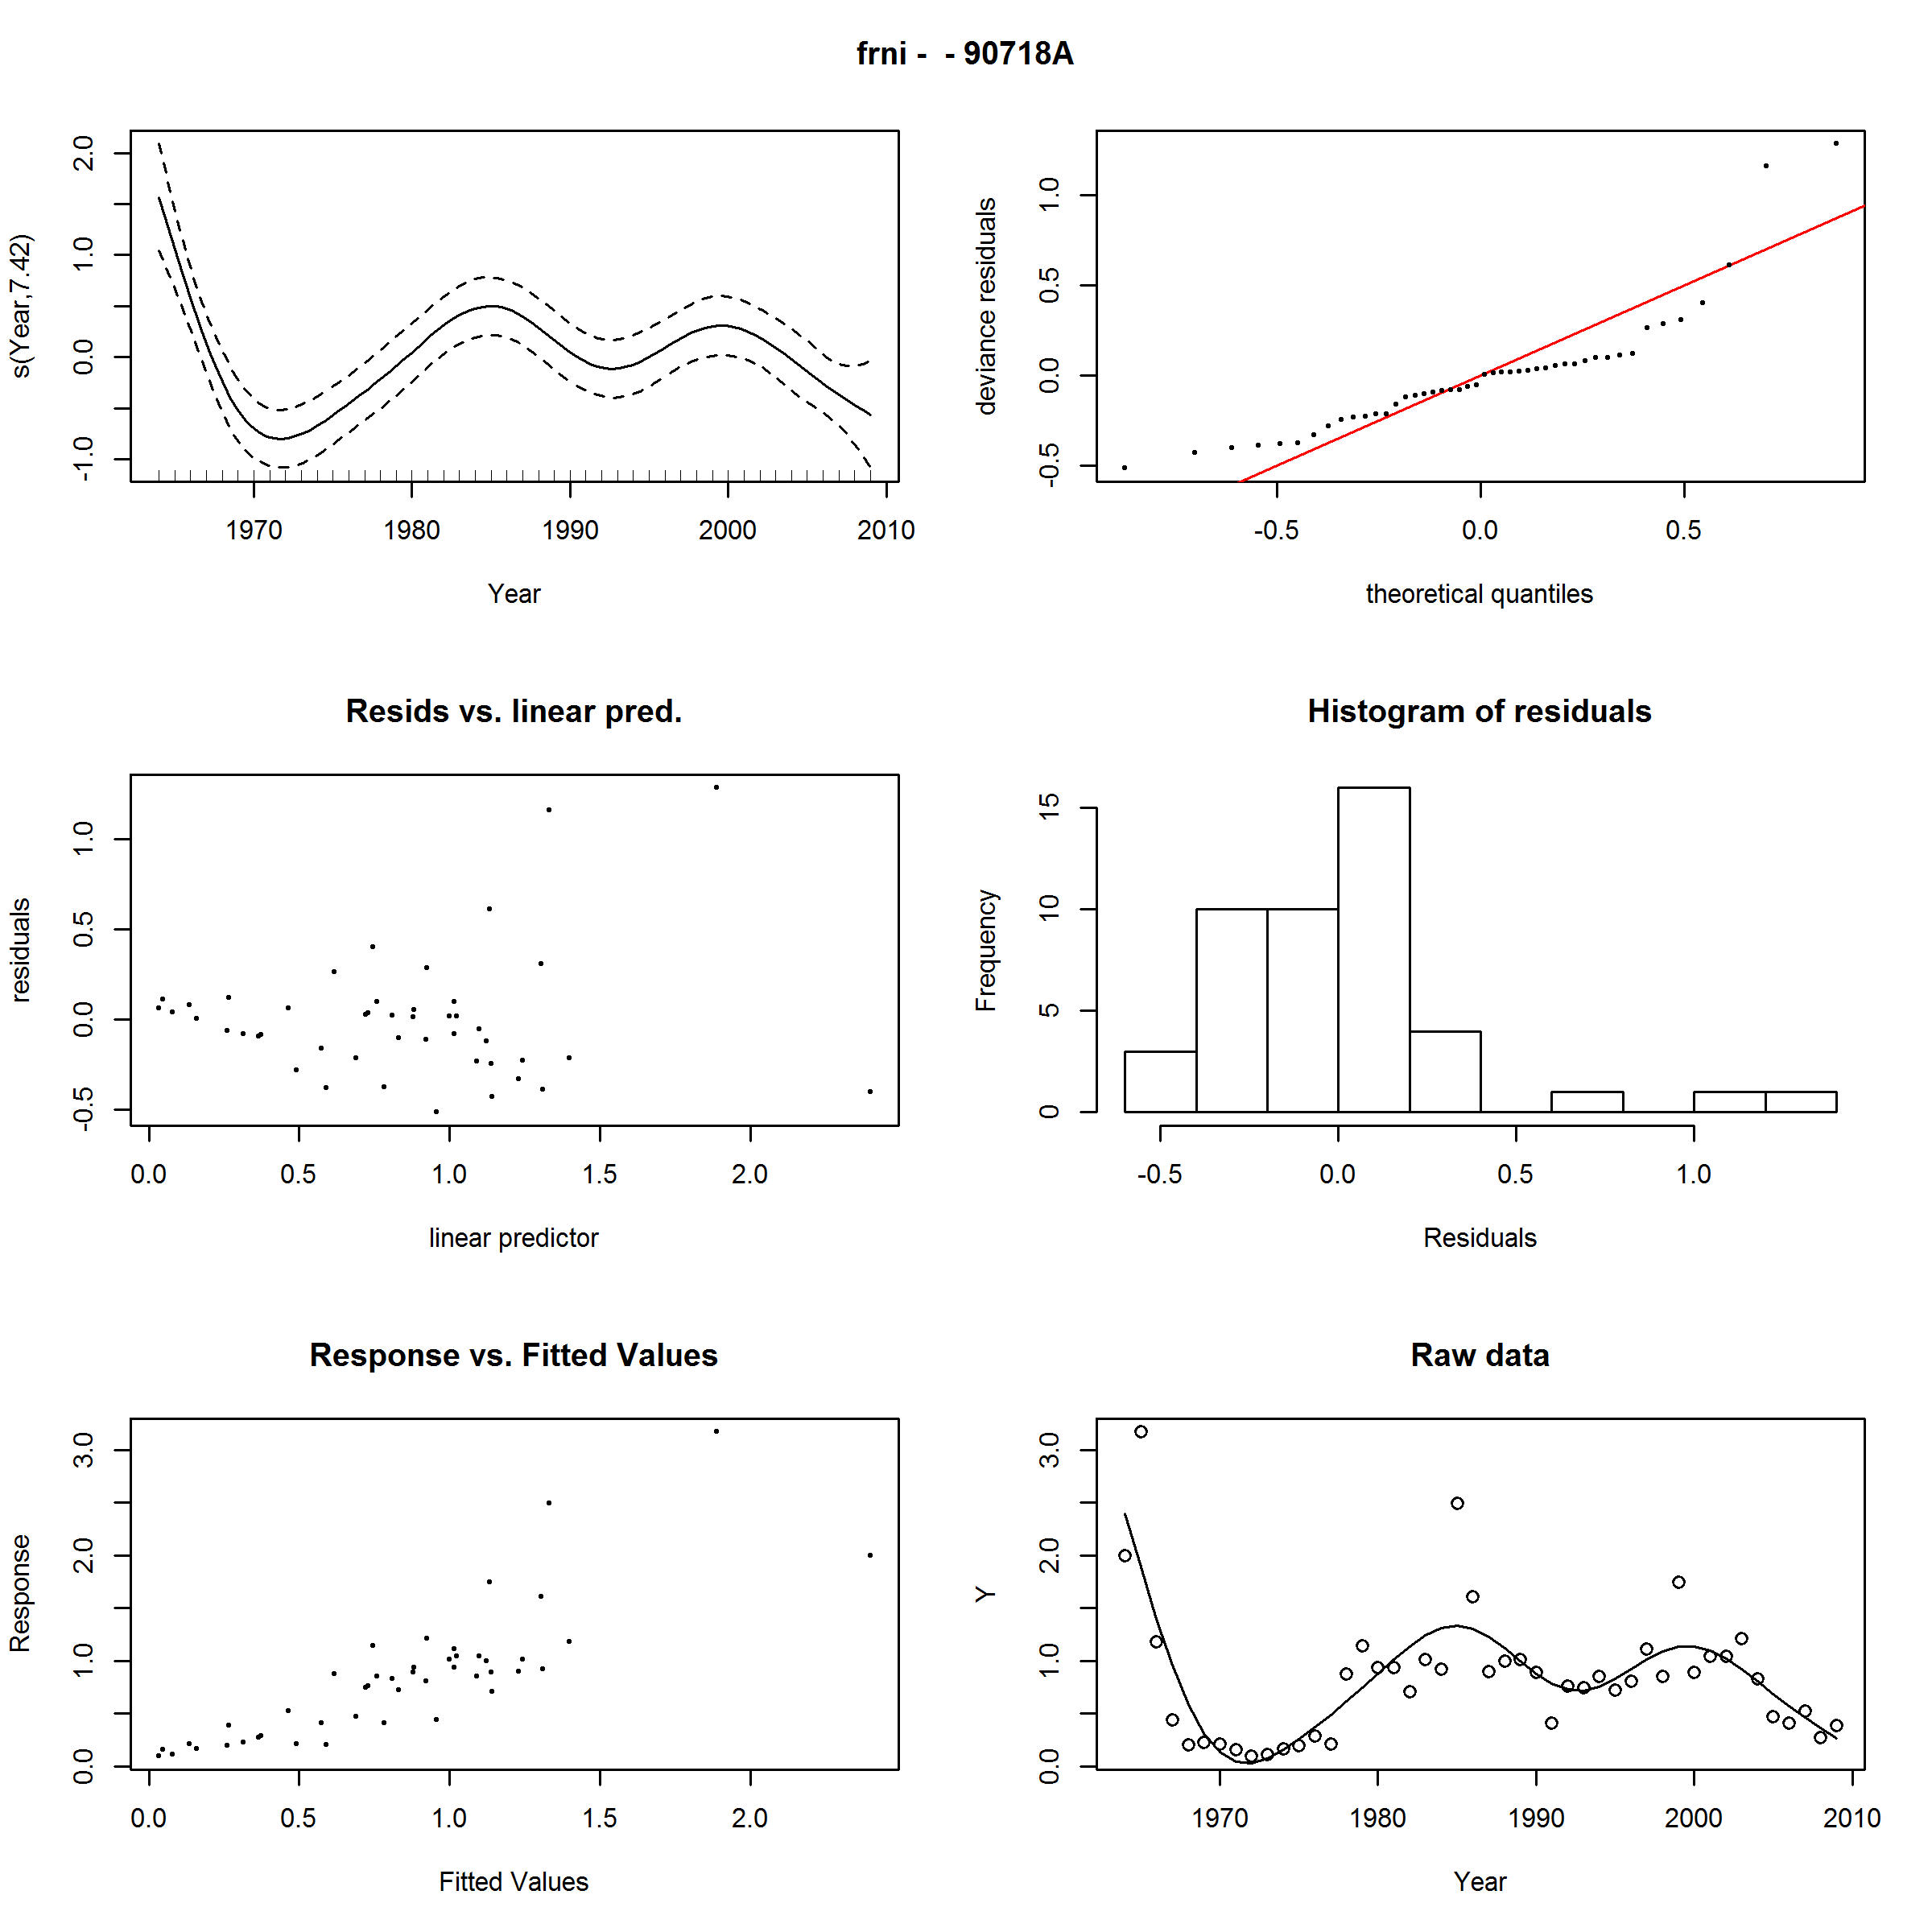 frni -  - 90718A
s(Year,7.42)
-1.0 0.0 1.0 2.0
1970 1980 1990 2000 2010
Year
deviance residuals
-0.5 0.0 0.5 1.0
-0.5 0.0 0.5
theoretical quantiles
Resids vs. linear pred.
residuals
-0.5 0.0 0.5 1.0
0.0 0.5 1.0 1.5 2.0
linear predictor
Histogram of residuals
Frequency
0 5 10 15
-0.5 0.0 0.5 1.0
Residuals
Response vs. Fitted Values
Response
0.0 1.0 2.0 3.0
0.0 0.5 1.0 1.5 2.0
Fitted Values
Raw data
Y
0.0 1.0 2.0 3.0
1970 1980 1990 2000 2010
Year